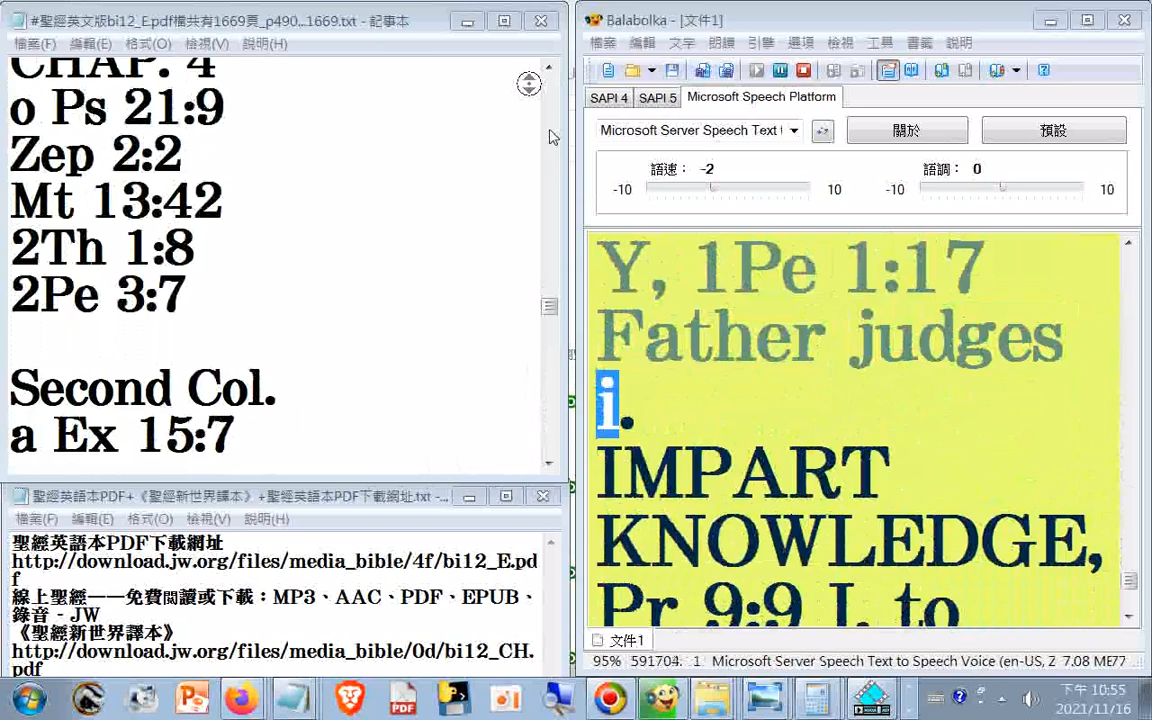 #聖經英文版bi12_E.pdf檔共有1669頁_p490...1669.txt - 記事本
檔案(F) 編輯(E) 格式(O) 檢視(V) 說明(H)
CHAP. 4
o Ps 21:9
Zep 2:2
Mt 13:42
2Th 1:8
2Pe 3:7
Second Col.
a Ex 15:7
聖經英語本PDF+《聖經新世界譯本》+聖經英語本PDF下載網址.txt - ...
檔案(F) 編輯(E) 格式(O) 檢視(V) 說明(H)
聖經英語本PDF下載網址
http://download.jw.org/files/media_bible/4f/bi12_E.pd
f
線上聖經——免費閱讀或下載：MP3、AAC、PDF、EPUB、
錄音 - JW
《聖經新世界譯本》
http://download.jw.org/files/media_bible/0d/bi12_CH.
pdf
Balabolka - [文件1]
檔案 編輯 文字 朗讀 引擎 選項 檢視 工具 書籤 說明
SAPI 4 SAPI 5 Microsoft Speech Platform
Microsoft Server Speech Text 關於 預設
語速： -2 語調： 0
-10 10 -10 10
Y, 1Pe 1:17
Father judges
i.
IMPART
KNOWLEDGE,
Pr 9:9 I. to
文件1
95% 591704. 1 Microsoft Server Speech Text to Speech Voice (en-US, Z 7.08 ME77
PDF
下午 10:55
2021/11/16